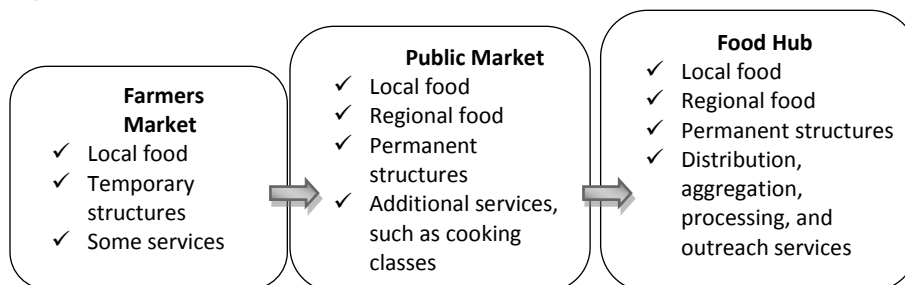 Farmers
Market
✓ Local food
✓ Temporary
structures
✓ Some services
Public Market
✓ Local food
✓ Regional food
✓ Permanent
structures
✓ Additional services,
such as cooking
classes
Food Hub
✓ Local food
✓ Regional food
✓ Permanent structures
✓ Distribution,
aggregation,
processing, and
outreach services